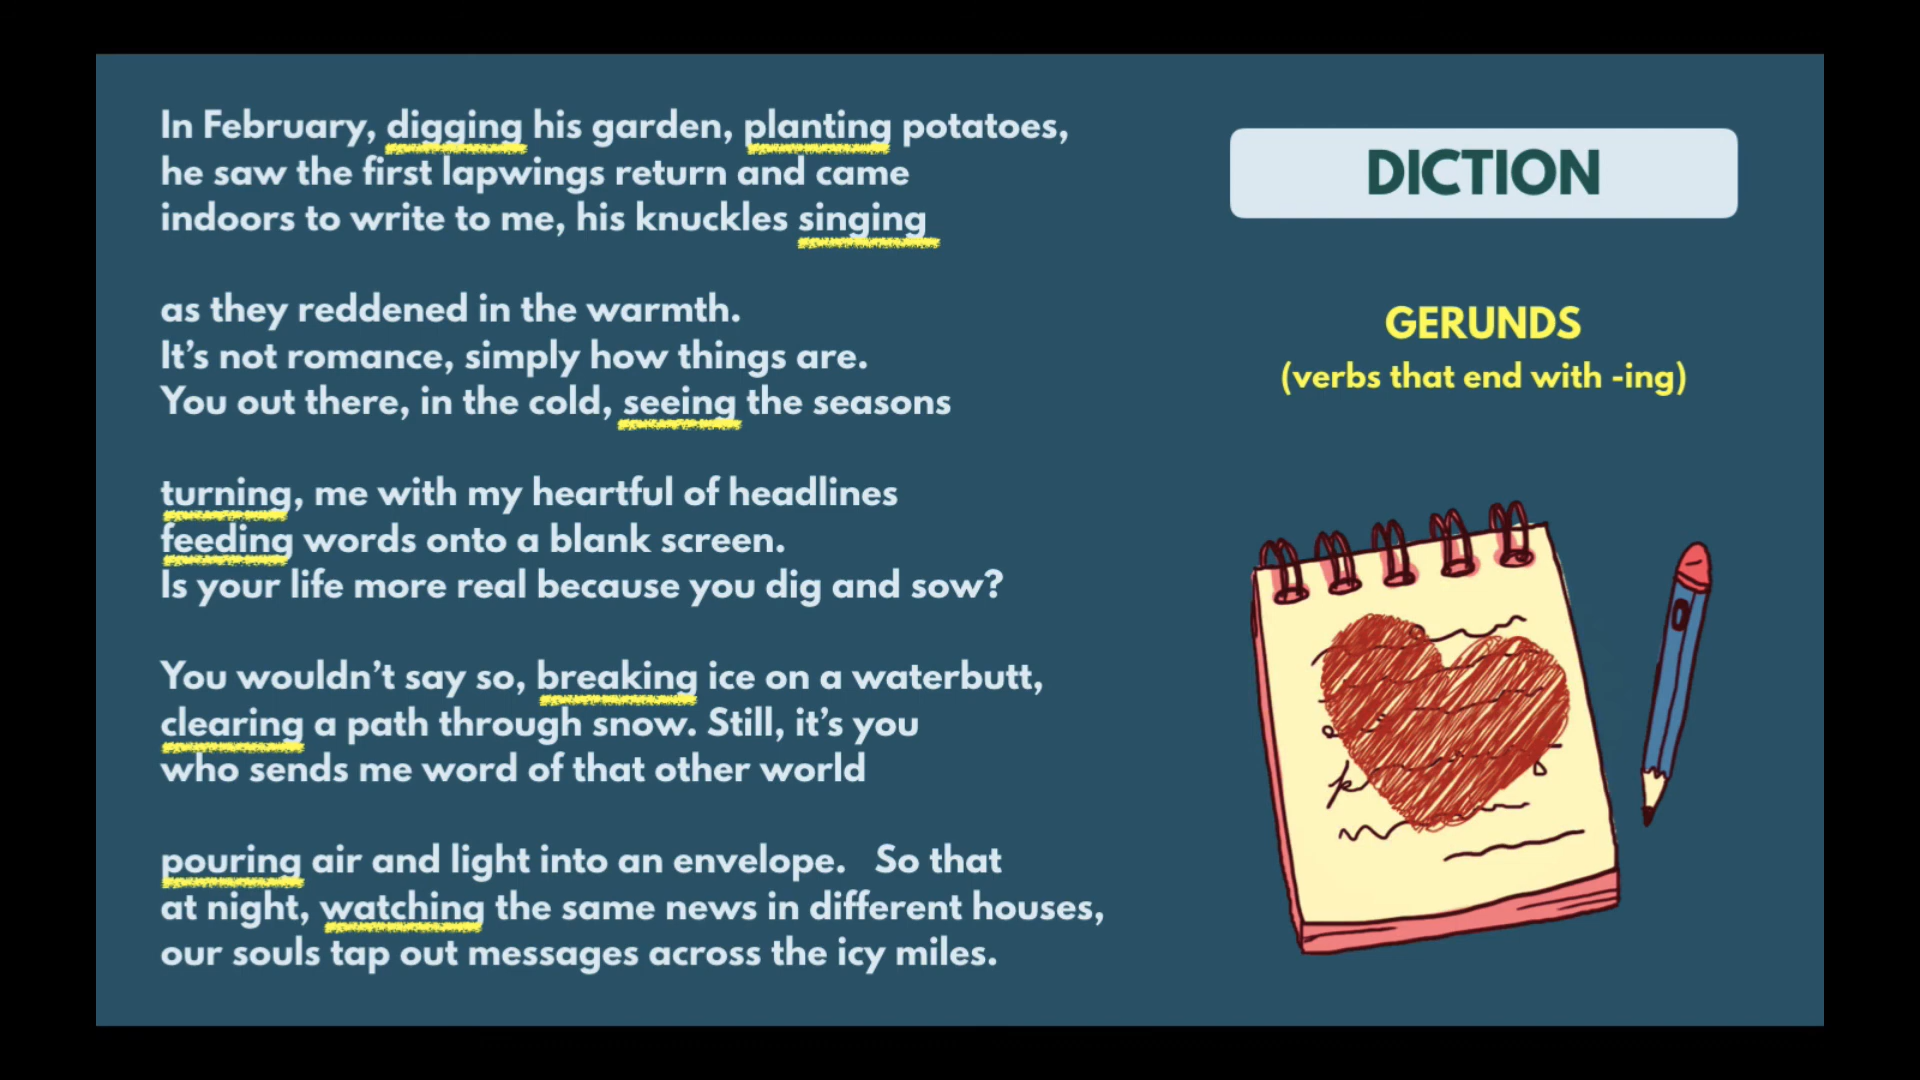 In February, digging his garden, planting potatoes,
he saw the first lapwings return and came
indoors to write to me, his knuckles singing
as they reddened in the warmth.
It's not romance, simply how things are.
You out there, in the cold, seeing the seasons
turning, me with my heartful of headlines
feeding words onto a blank screen.
Is your life more real because you dig and sow?
You wouldn't say so, breaking ice on a waterbutt,
clearing a path through snow. Still, it's you
who sends me word of that other world
pouring air and light into an envelope. So that
at night, watching the same news in different houses,
our souls tap out messages across the icy miles.
DICTION
GERUNDS
(verbs that end with -ing)